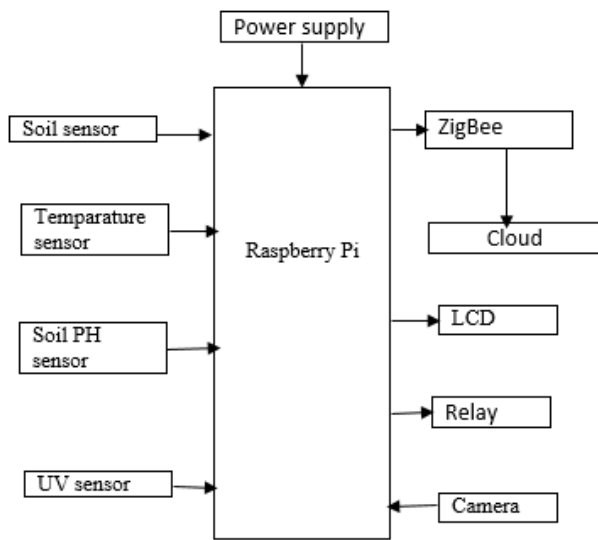 Power supply
Soil sensor
ZigBee
Temparature
sensor
Cloud
Raspberry Pi
Soil PH
sensor
LCD
Relay
UV sensor
Camera